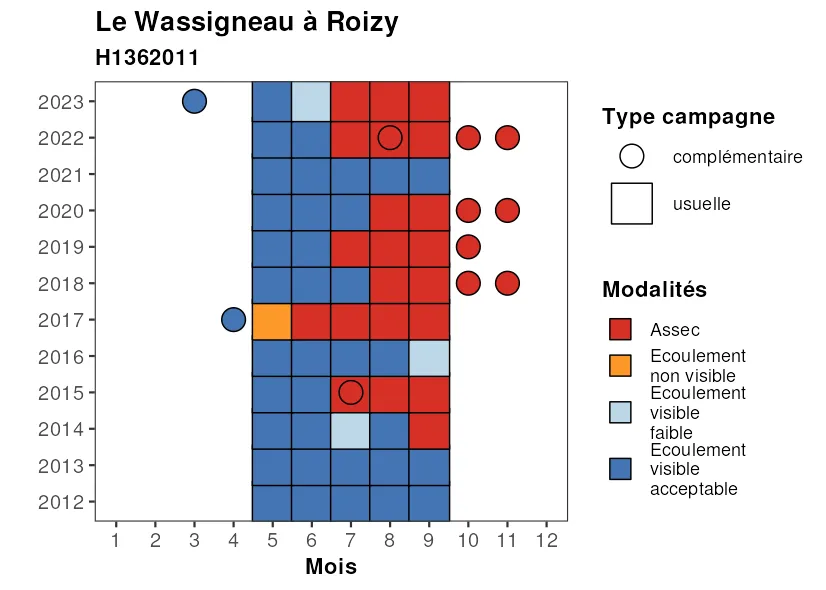 Le Wassigneau à Roizy
H1362011
2023
2022
2021
2020
2019
2018
2017
2016
2015
2014
2013
2012
1 2 3 4 5 6 7 8 9 10 11 12
Mois
Type campagne
complémentaire
usuelle
Modalités
Assec
Ecoulement
non visible
Ecoulement
visible
faible
Ecoulement
visible
acceptable